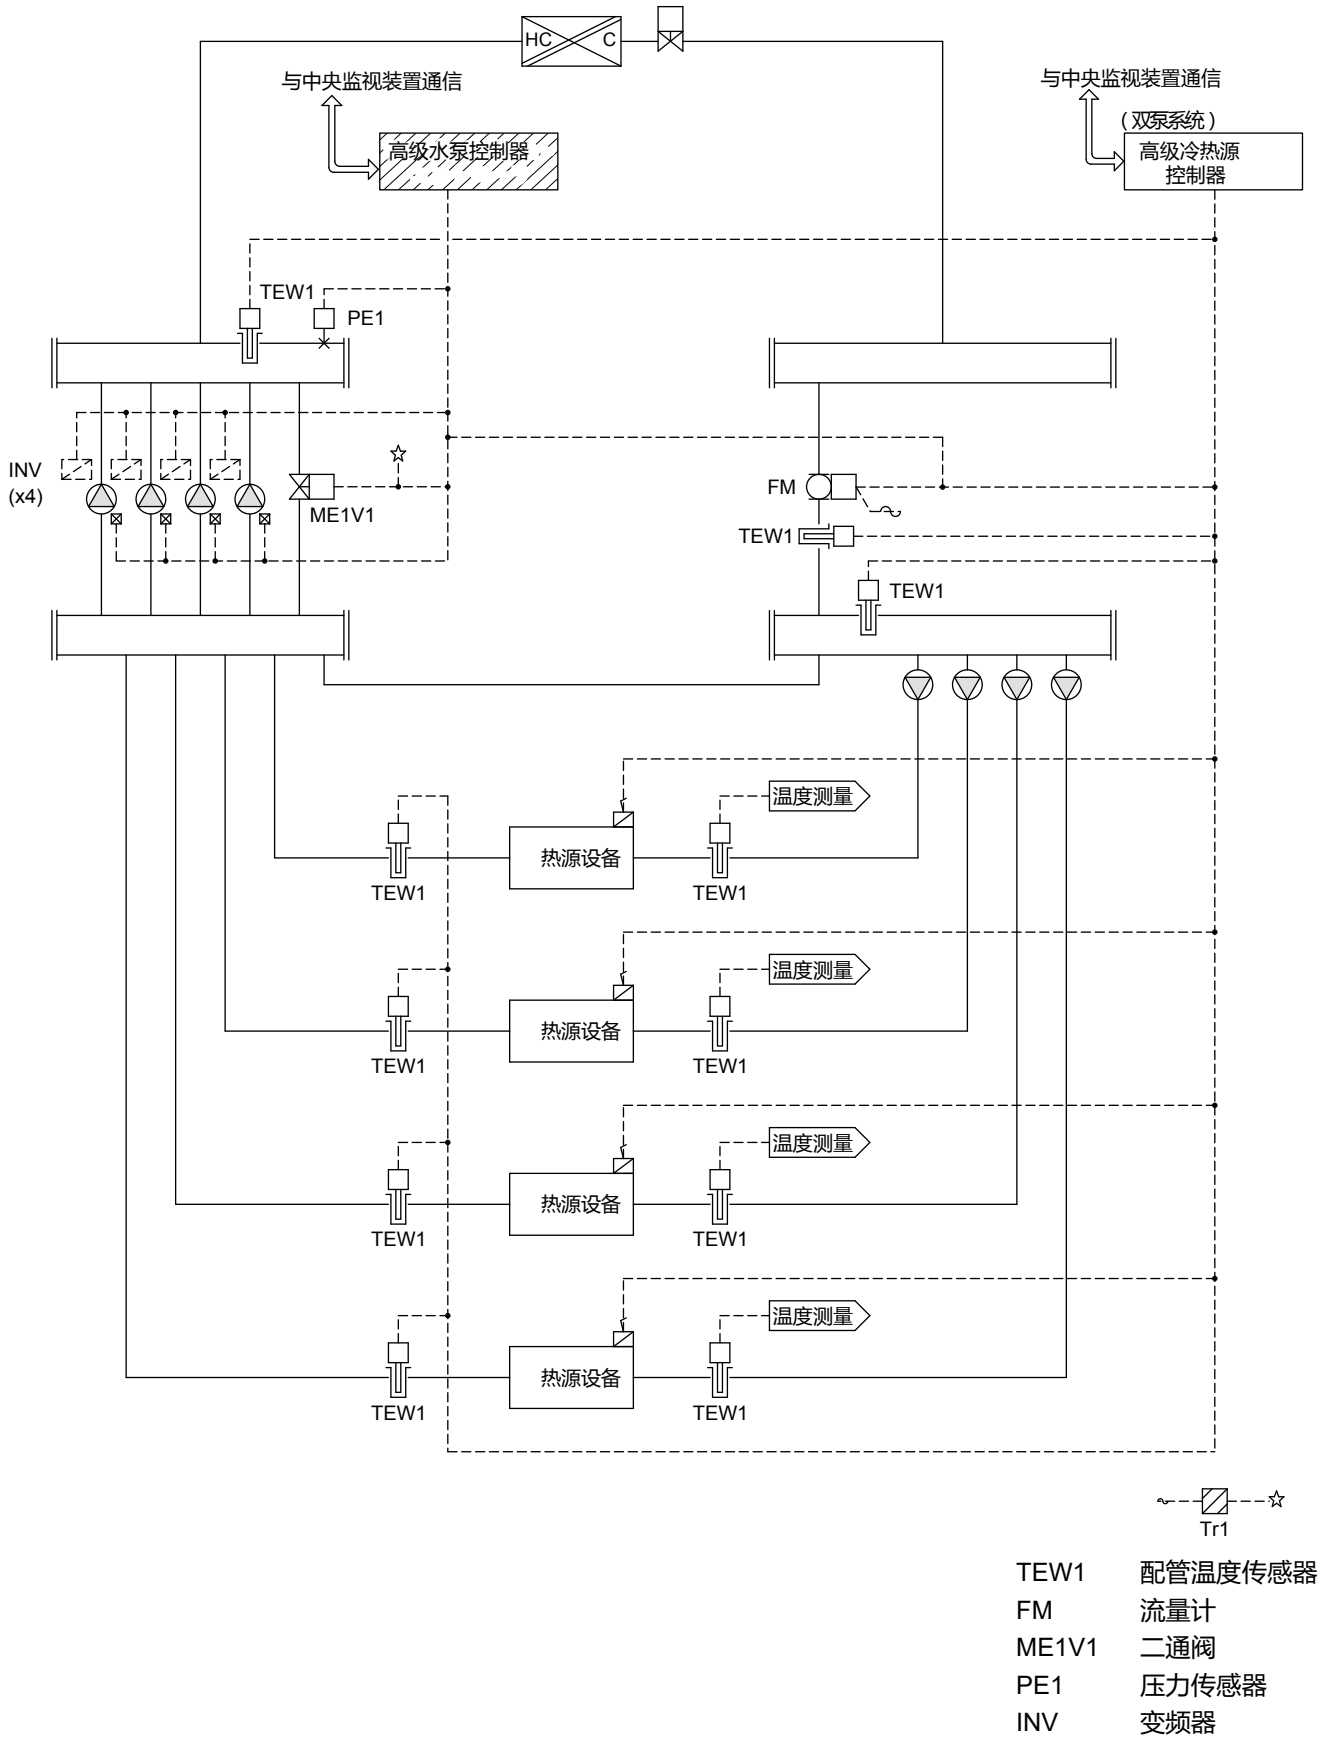 HC C
与中央监视装置通信
与中央监视装置通信
(双泵系统)
高级水泵控制器
高级冷热源
控制器
TEW1
PE1
INV
(x4)
ME1V1
FM
TEW1
TEW1
温度测量
热源设备
TEW1
TEW1
温度测量
热源设备
TEW1
TEW1
温度测量
热源设备
TEW1
TEW1
温度测量
热源设备
TEW1
TEW1
Tr1
TEW1 配管温度传感器
FM 流量计
ME1V1 二通阀
PE1 压力传感器
INV 变频器